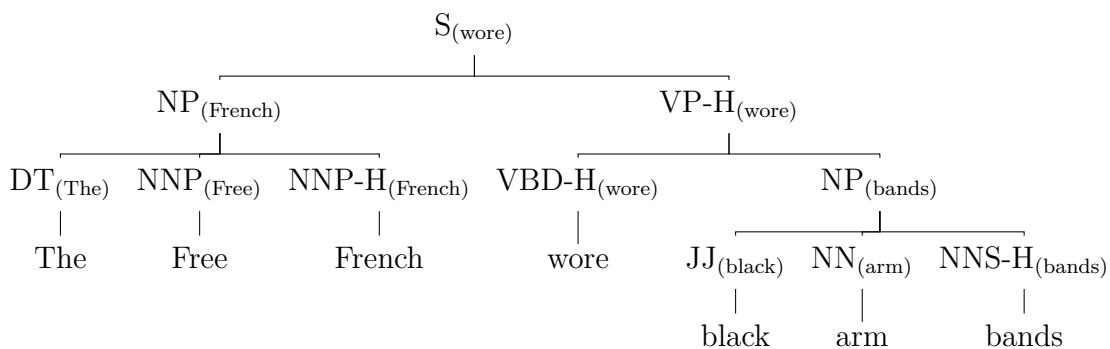 S(wore)
NP(French) VP-H(wore)
DT(The) NNP(Free) NNP-H(French) VBD-H(wore) NP(bands)
The Free French wore JJ(black) NN(arm) NNS-H(bands)
black arm bands